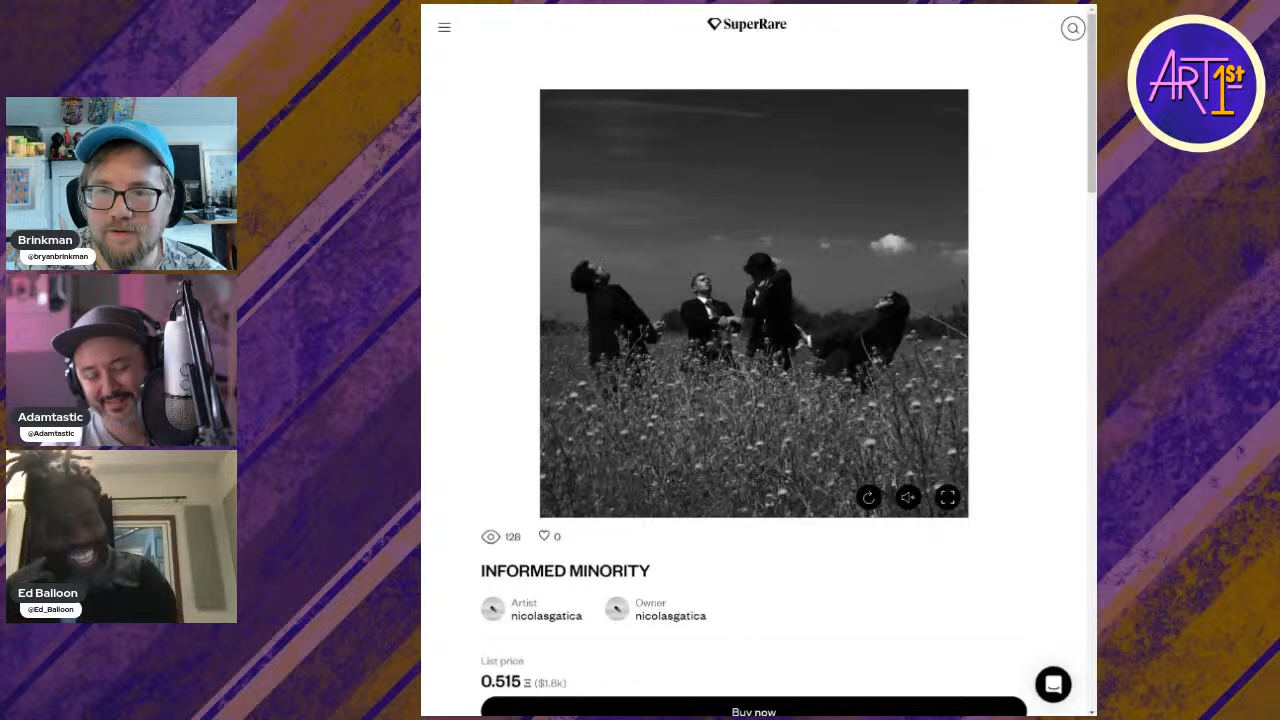 SuperRare
ART 1st
Brinkman
@bryanbrinkman
Adamtastic
@Adamtastic
Ed Balloon
@Ed_Balloon
128
0
INFORMED MINORITY
Artist
nicolasgatica
Owner
nicolasgatica
List price
0.515 Ξ ($1.8k)
Buy now